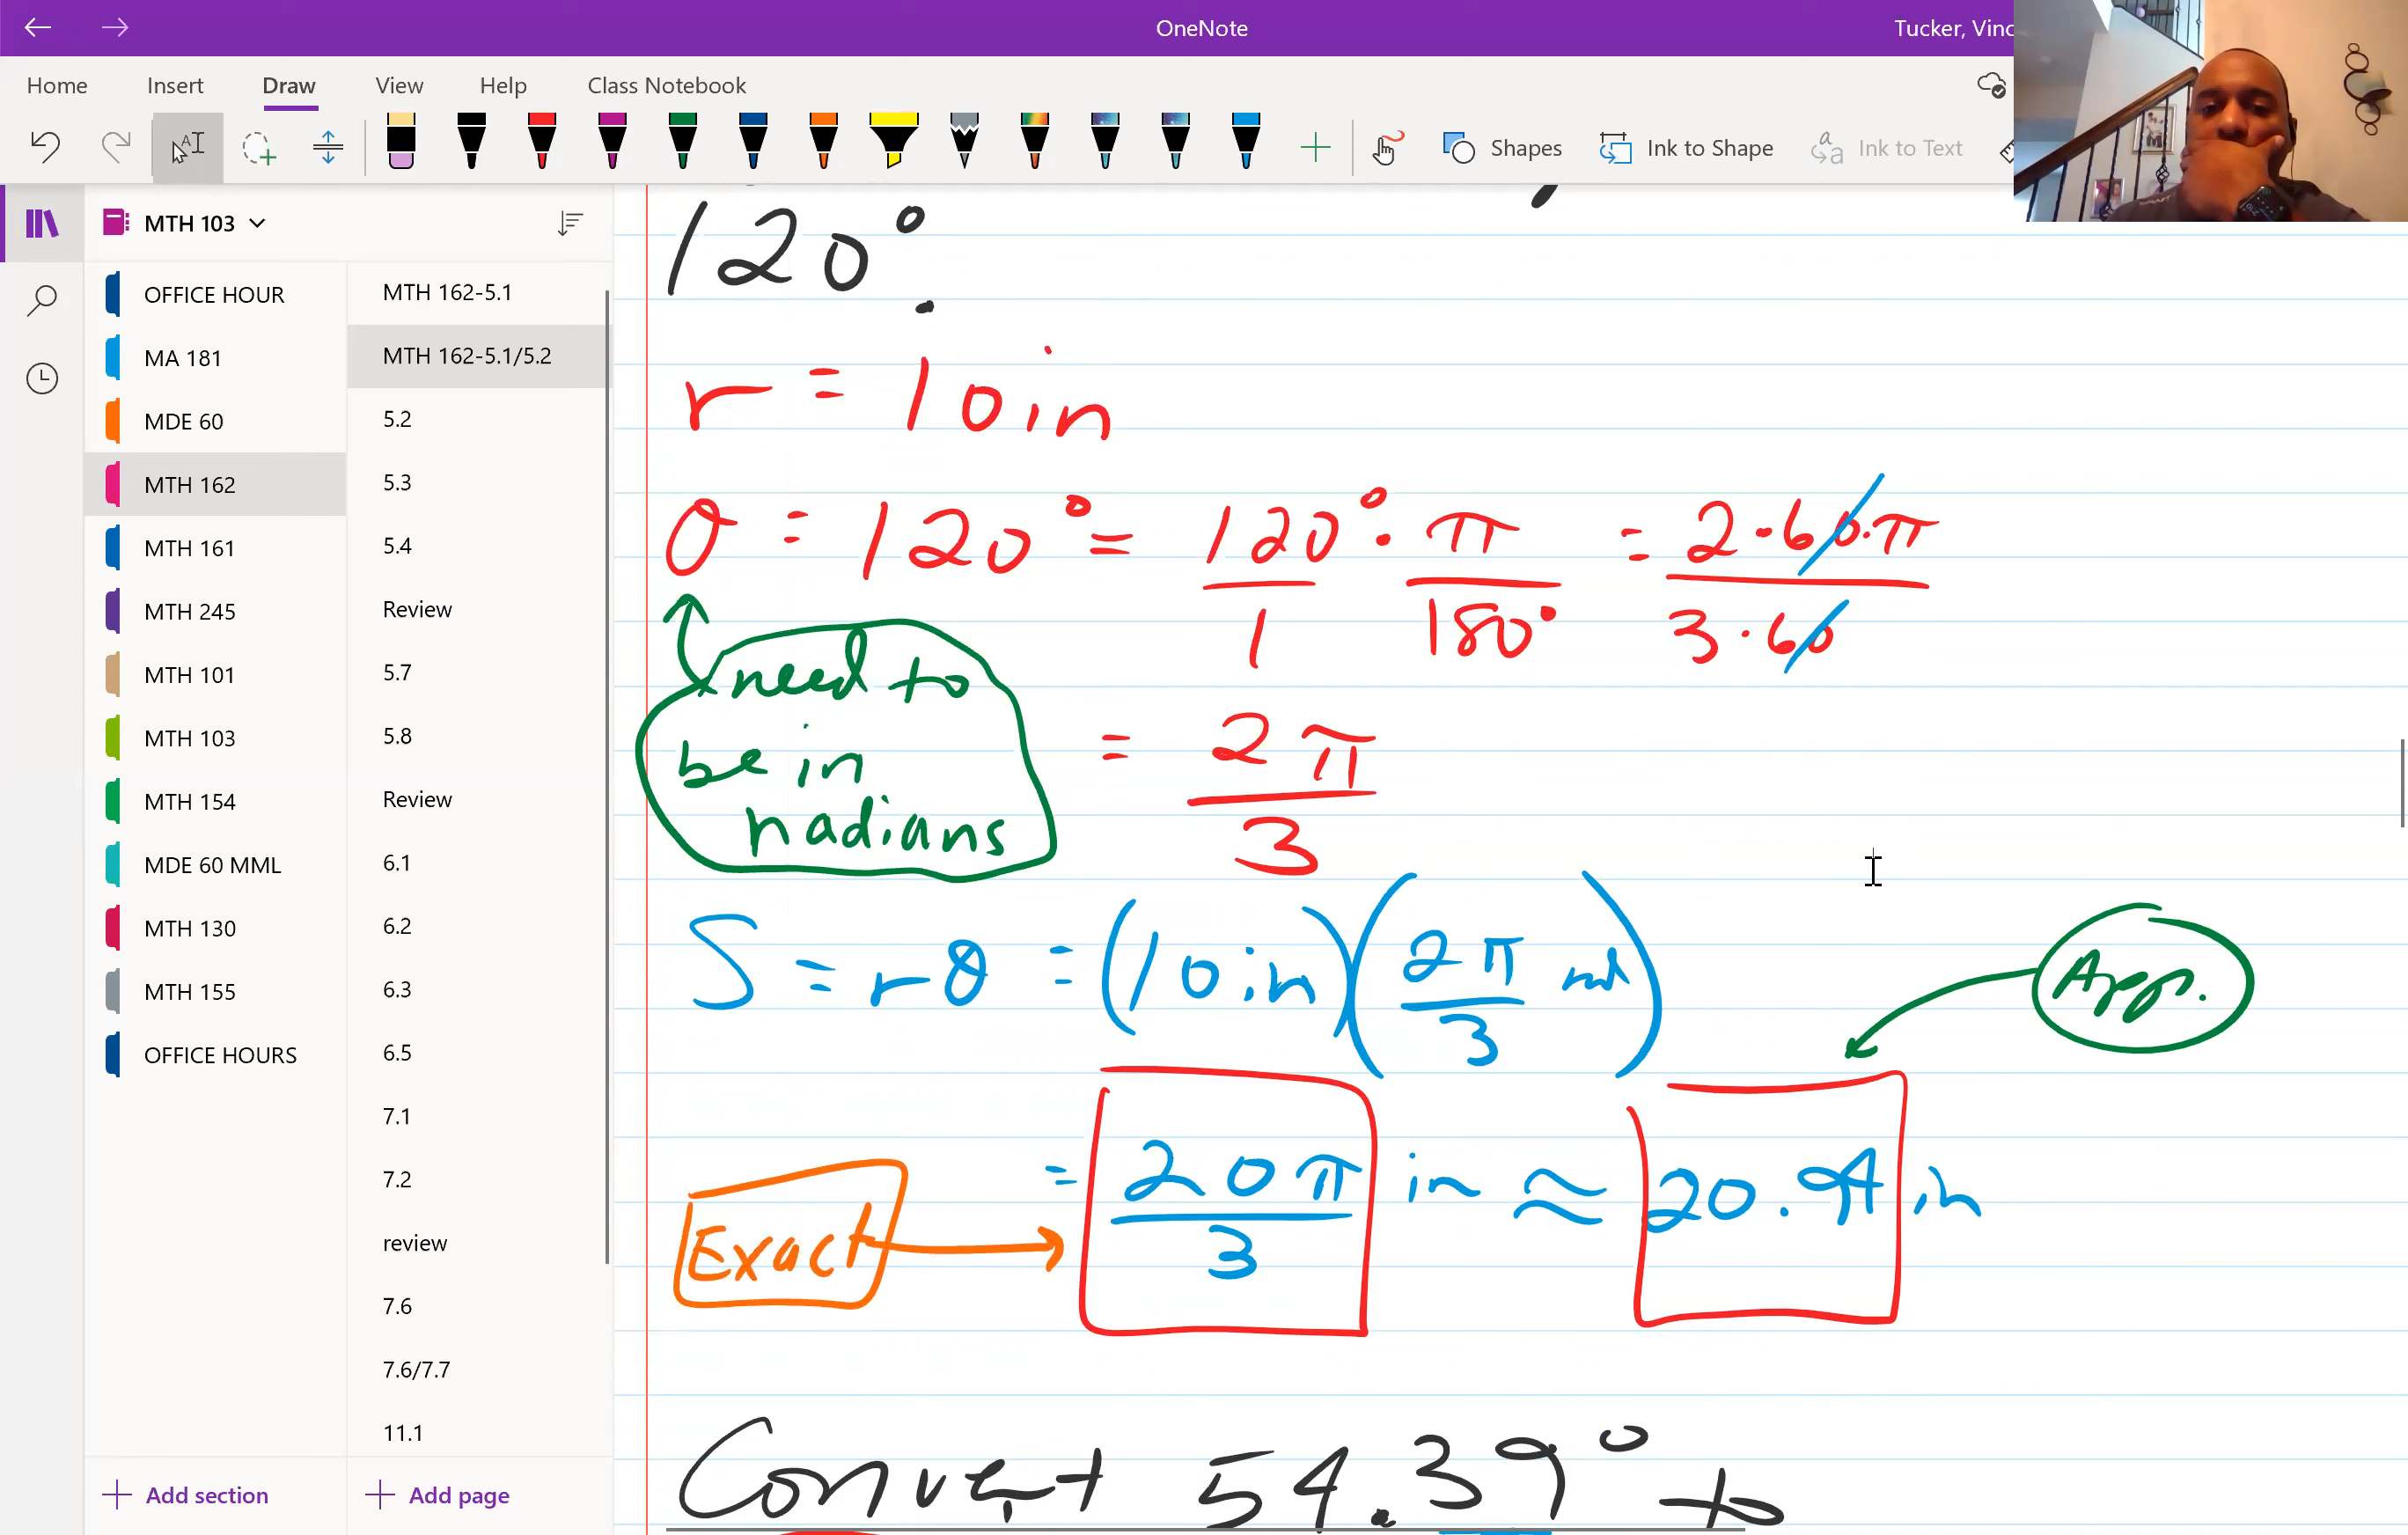 OneNote
Tucker, Vinc
Home Insert Draw View Help Class Notebook
Shapes Ink to Shape Ink to Text
MTH 103
OFFICE HOUR
MA 181
MDE 60
MTH 162
MTH 161
MTH 245
MTH 101
MTH 103
MTH 154
MDE 60 MML
MTH 130
MTH 155
OFFICE HOURS
Add section
MTH 162-5.1
MTH 162-5.1/5.2
5.2
5.3
5.4
5.5
Review
5.7
5.8
Review
6.1
6.2
6.3
6.5
7.1
7.2
review
7.6
7.6/7.7
11.1
Add page
120°.
r = 10in
θ = 120° = 120°/1 · π/180° = 2·60·π/3·60
need to
be in
radians
= 2π/3
S = rθ = (10in)(2π/3 rad)
App.
Exact
= 20π/3 in ≈ 20.94 in
Convert 54.39° to